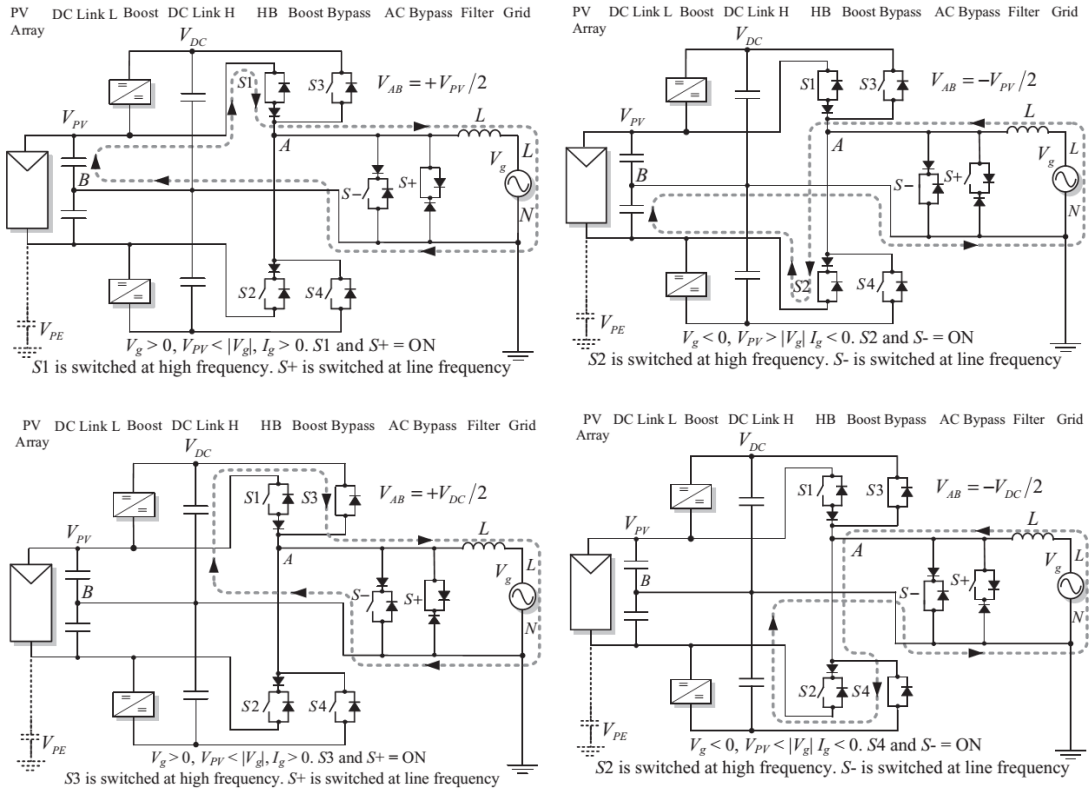 PV Array DC Link L Boost DC Link H HB Boost Bypass AC Bypass Filter Grid
V_DC
S1
S3
V_AB = +V_PV/2
V_PV
L
A
V_g
L
B
S−
S+
N
S2
S4
V_PE
V_g > 0, V_PV < |V_g|, I_g > 0. S1 and S+ = ON
S1 is switched at high frequency. S+ is switched at line frequency
PV Array DC Link L Boost DC Link H HB Boost Bypass AC Bypass Filter Grid
V_DC
S1
S3
V_AB = −V_PV/2
V_PV
L
A
V_g
L
B
S−
S+
N
S2
S4
V_PE
V_g < 0, V_PV > |V_g| I_g < 0. S2 and S- = ON
S2 is switched at high frequency. S- is switched at line frequency
PV Array DC Link L Boost DC Link H HB Boost Bypass AC Bypass Filter Grid
V_DC
S1
S3
V_AB = +V_DC/2
V_PV
L
A
V_g
L
B
S−
S+
N
S2
S4
V_PE
V_g > 0, V_PV < |V_g|, I_g > 0. S3 and S+ = ON
S3 is switched at high frequency. S+ is switched at line frequency
PV Array DC Link L Boost DC Link H HB Boost Bypass AC Bypass Filter Grid
V_DC
S1
S3
V_AB = −V_DC/2
V_PV
L
A
V_g
L
B
S−
S+
N
S2
S4
V_PE
V_g < 0, V_PV < |V_g| I_g < 0. S4 and S- = ON
S2 is switched at high frequency. S- is switched at line frequency